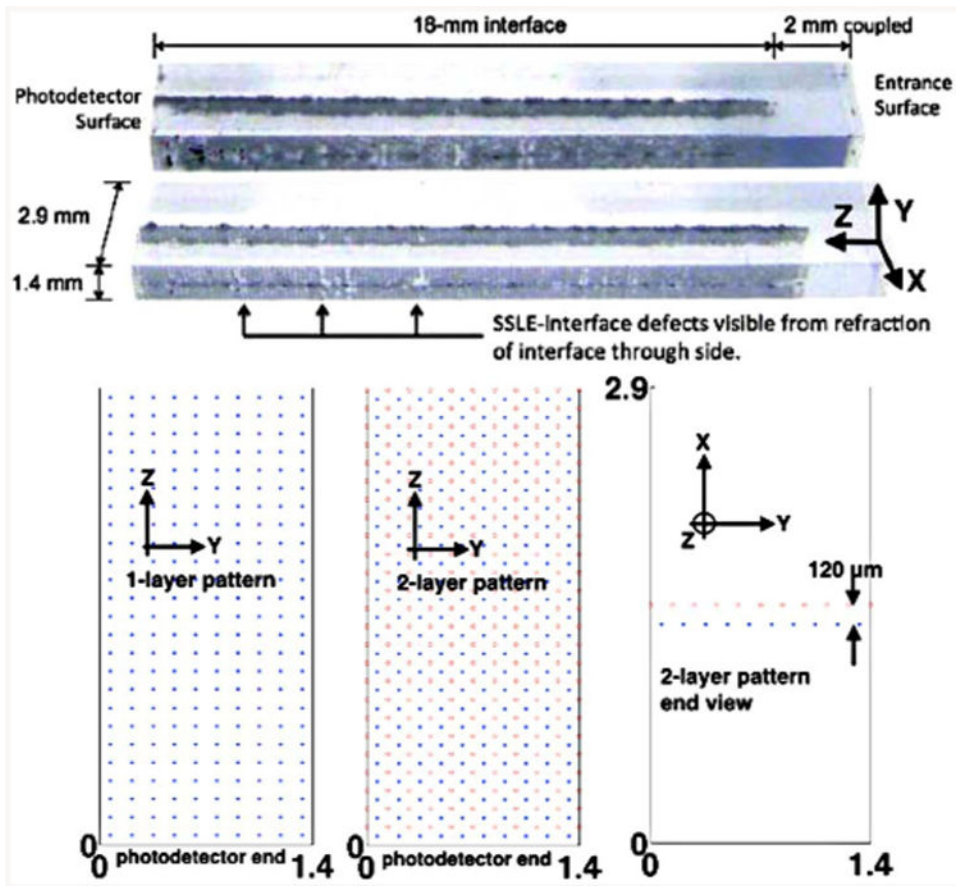 18-mm interface
2 mm coupled
Photodetector
Surface
Entrance
Surface
2.9 mm
1.4 mm
Z
Y
X
SSLE-Interface defects visible from refraction
of interface through side.
0
Z
Y
1-layer pattern
0
photodetector end
1.4
Z
Y
2-layer pattern
0
0
photodetector end
1.4
2.9
X
Z
Y
120 µm
2-layer pattern
end view
0
0
1.4